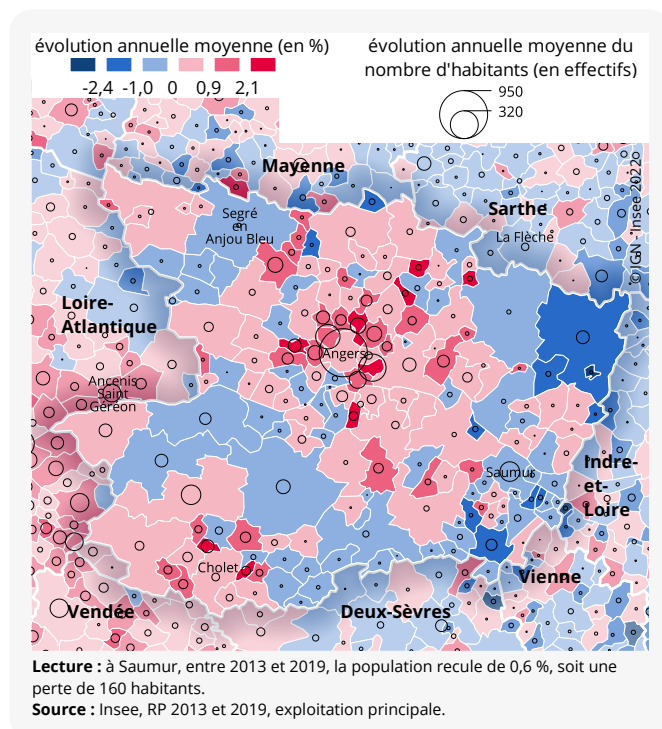 évolution annuelle moyenne (en %)
-2,4 -1,0 0 0,9 2,1
évolution annuelle moyenne du
nombre d'habitants (en effectifs)
950
320
Mayenne
Sarthe
La Flèche
Segré
en
Anjou Bleu
Loire-
Atlantique
Angers
Ancenis
Saint
Géréon
Saumur
Indre-
et-
Loire
Cholet
Vienne
Vendée
Deux-Sèvres
© IGN - Insee 2022
Lecture : à Saumur, entre 2013 et 2019, la population recule de 0,6 %, soit une
perte de 160 habitants.
Source : Insee, RP 2013 et 2019, exploitation principale.